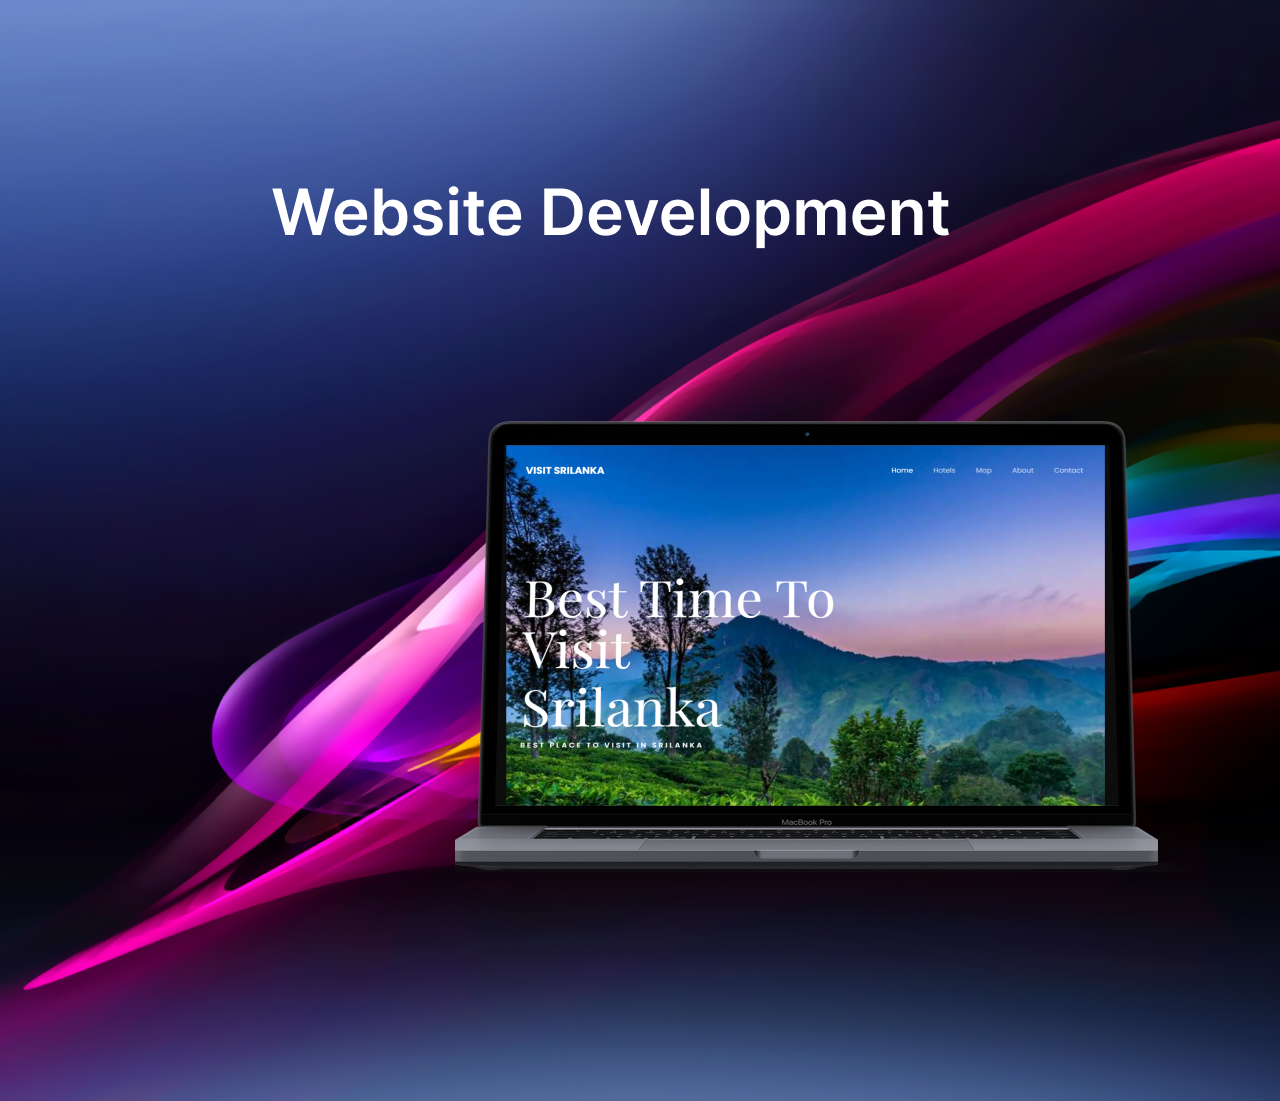 Website Development
VISIT SRILANKA
Home Hotels Map About Contact
Best Time To
Visit
Srilanka
BEST PLACE TO VISIT IN SRILANKA
MacBook Pro